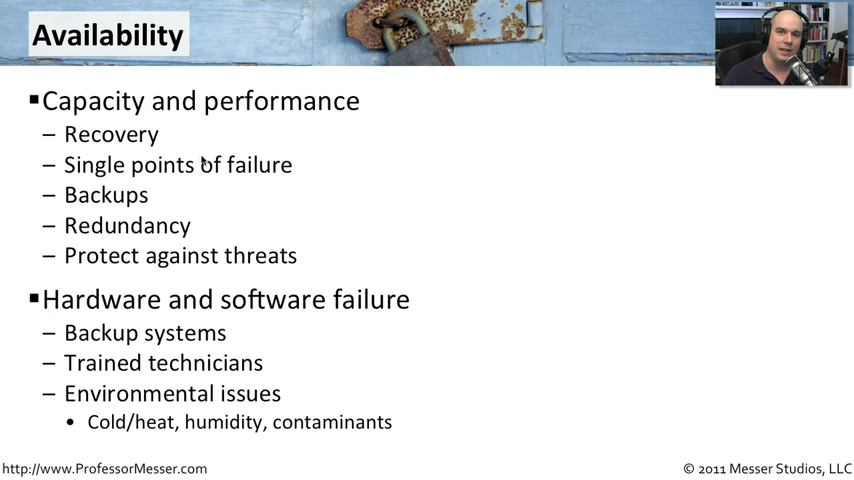 Availability
▪Capacity and performance
– Recovery
– Single points of failure
– Backups
– Redundancy
– Protect against threats
▪Hardware and software failure
– Backup systems
– Trained technicians
– Environmental issues
• Cold/heat, humidity, contaminants
http://www.ProfessorMesser.com
© 2011 Messer Studios, LLC